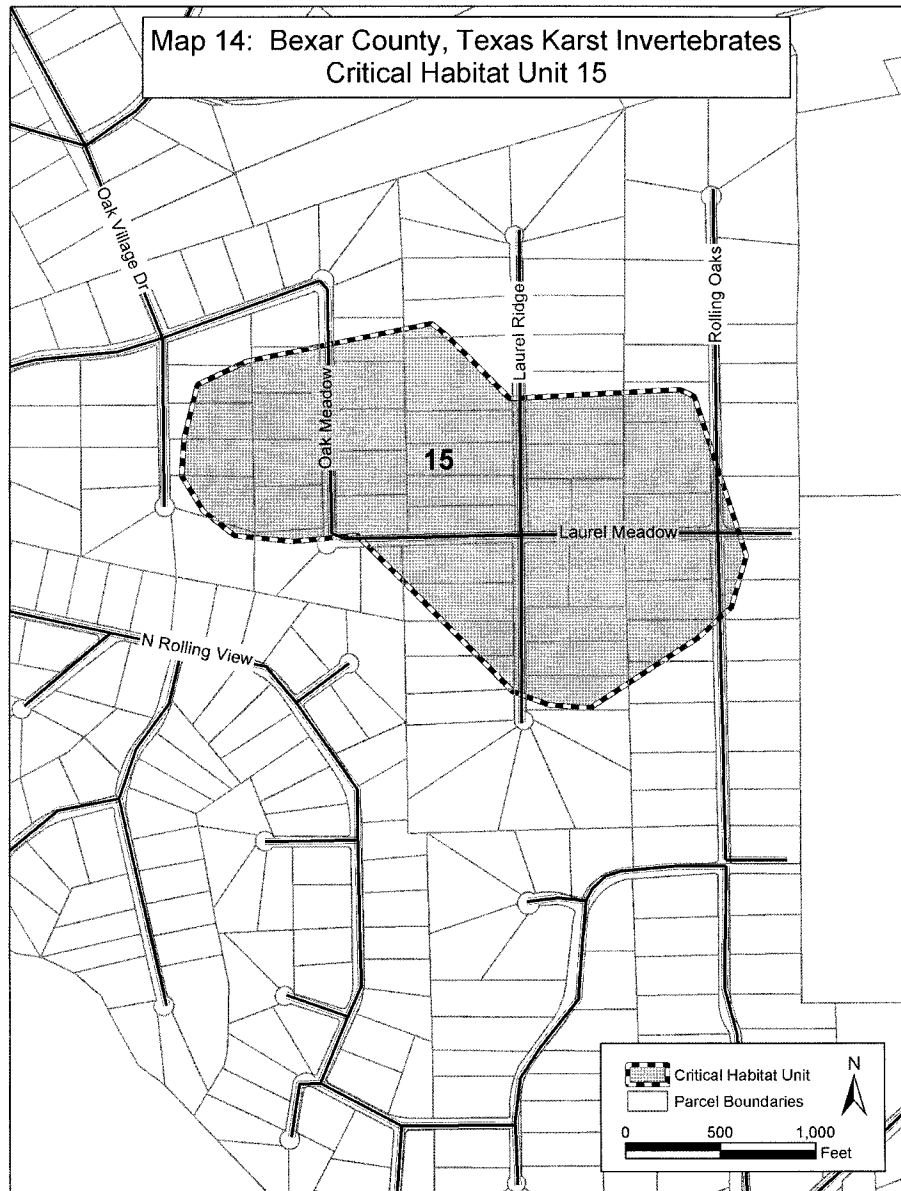 Map 14: Bexar County, Texas Karst Invertebrates
Critical Habitat Unit 15
Oak Village Dr
Laurel Ridge
Rolling Oaks
Oak Meadow
15
Laurel Meadow
N Rolling View
Critical Habitat Unit
Parcel Boundaries
N
0 500 1,000
Feet